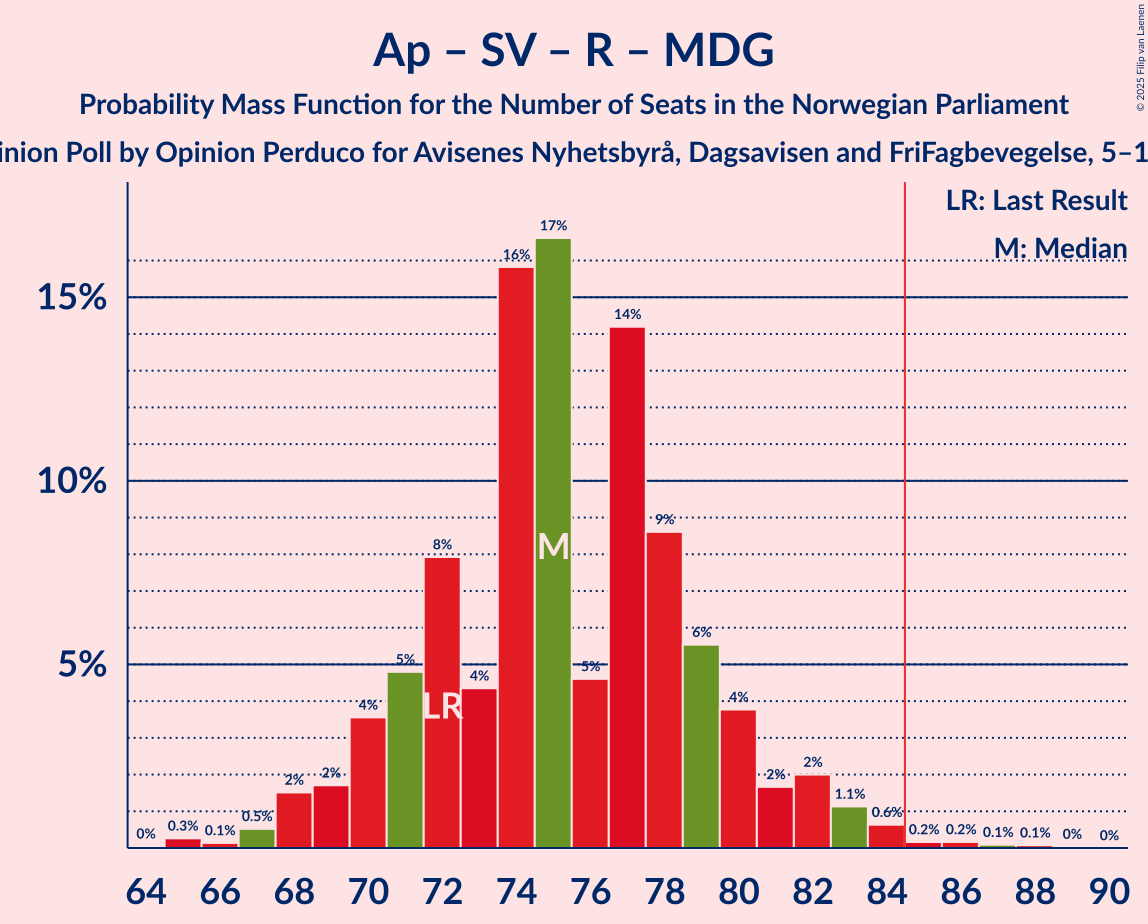 Ap – SV – R – MDG
Probability Mass Function for the Number of Seats in the Norwegian Parliament
Poll by Opinion Perduco for Avisenes Nyhetsbyrå, Dagsavisen and FriFagbevegelse,
© 2025 Filip van Laenen
LR: Last Result
M: Median
15%
10%
5%
0% 0.3% 0.1% 0.5% 2% 2% 4% 5% 8% 4% 16% 17% 5% 14% 9% 6% 4% 2% 2% 1.1% 0.6% 0.2% 0.2% 0.1% 0.1% 0% 0%
LR
M
64 66 68 70 72 74 76 78 80 82 84 86 88 90